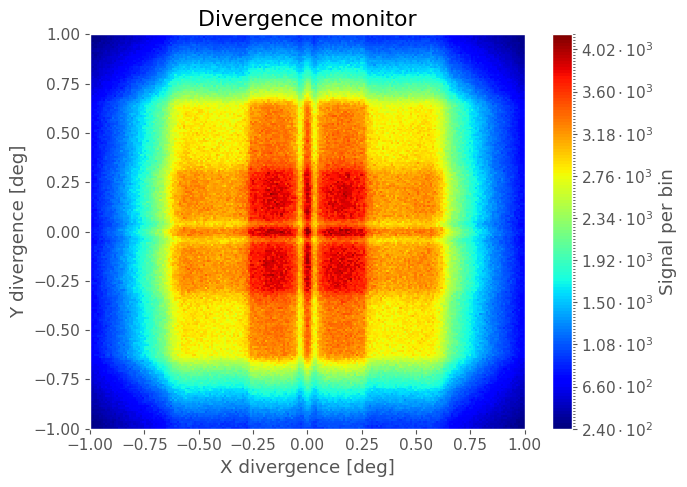 Divergence monitor
Y divergence [deg]
1.00
0.75
0.50
0.25
0.00
−0.25
−0.50
−0.75
−1.00
−1.00 −0.75 −0.50 −0.25 0.00 0.25 0.50 0.75 1.00
X divergence [deg]
4.02 · 10³
3.60 · 10³
3.18 · 10³
2.76 · 10³
2.34 · 10³
1.92 · 10³
1.50 · 10³
1.08 · 10³
6.60 · 10²
2.40 · 10²
Signal per bin